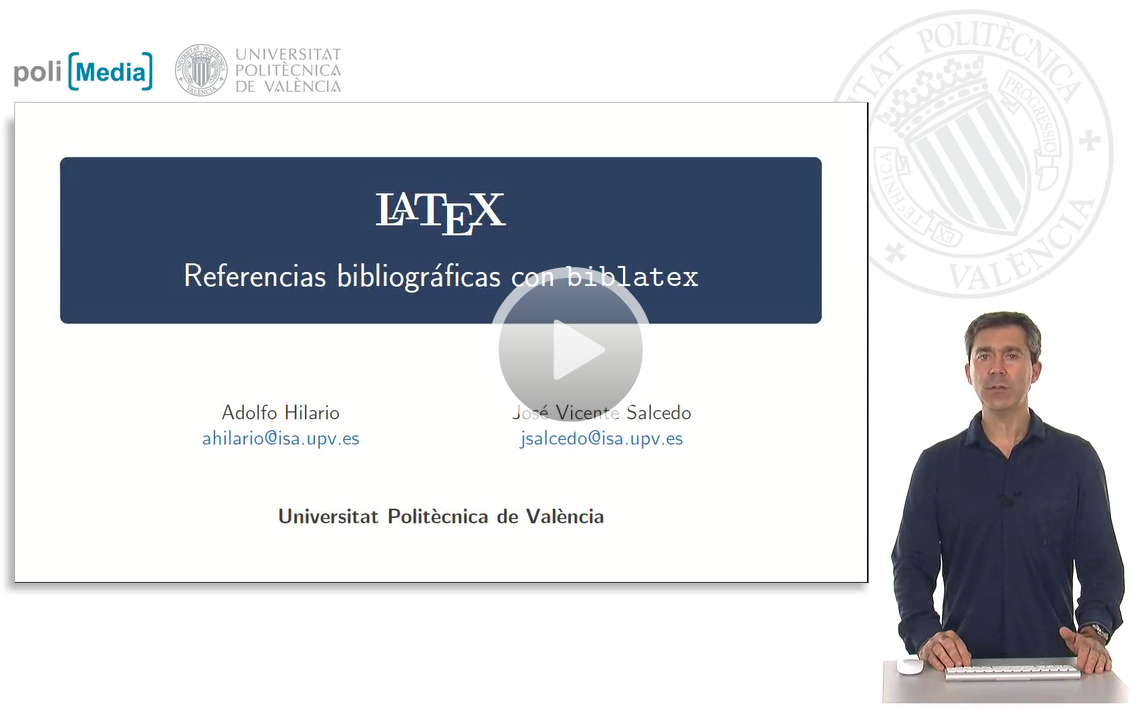 poli [Media]
UNIVERSITAT
POLITÈCNICA
DE VALÈNCIA
LATEX
Referencias bibliográficas con biblatex
Adolfo Hilario
José Vicente Salcedo
ahilario@isa.upv.es
jsalcedo@isa.upv.es
Universitat Politècnica de València
POLITÈCNICA
VALÈNCIA
PROGRESSIO